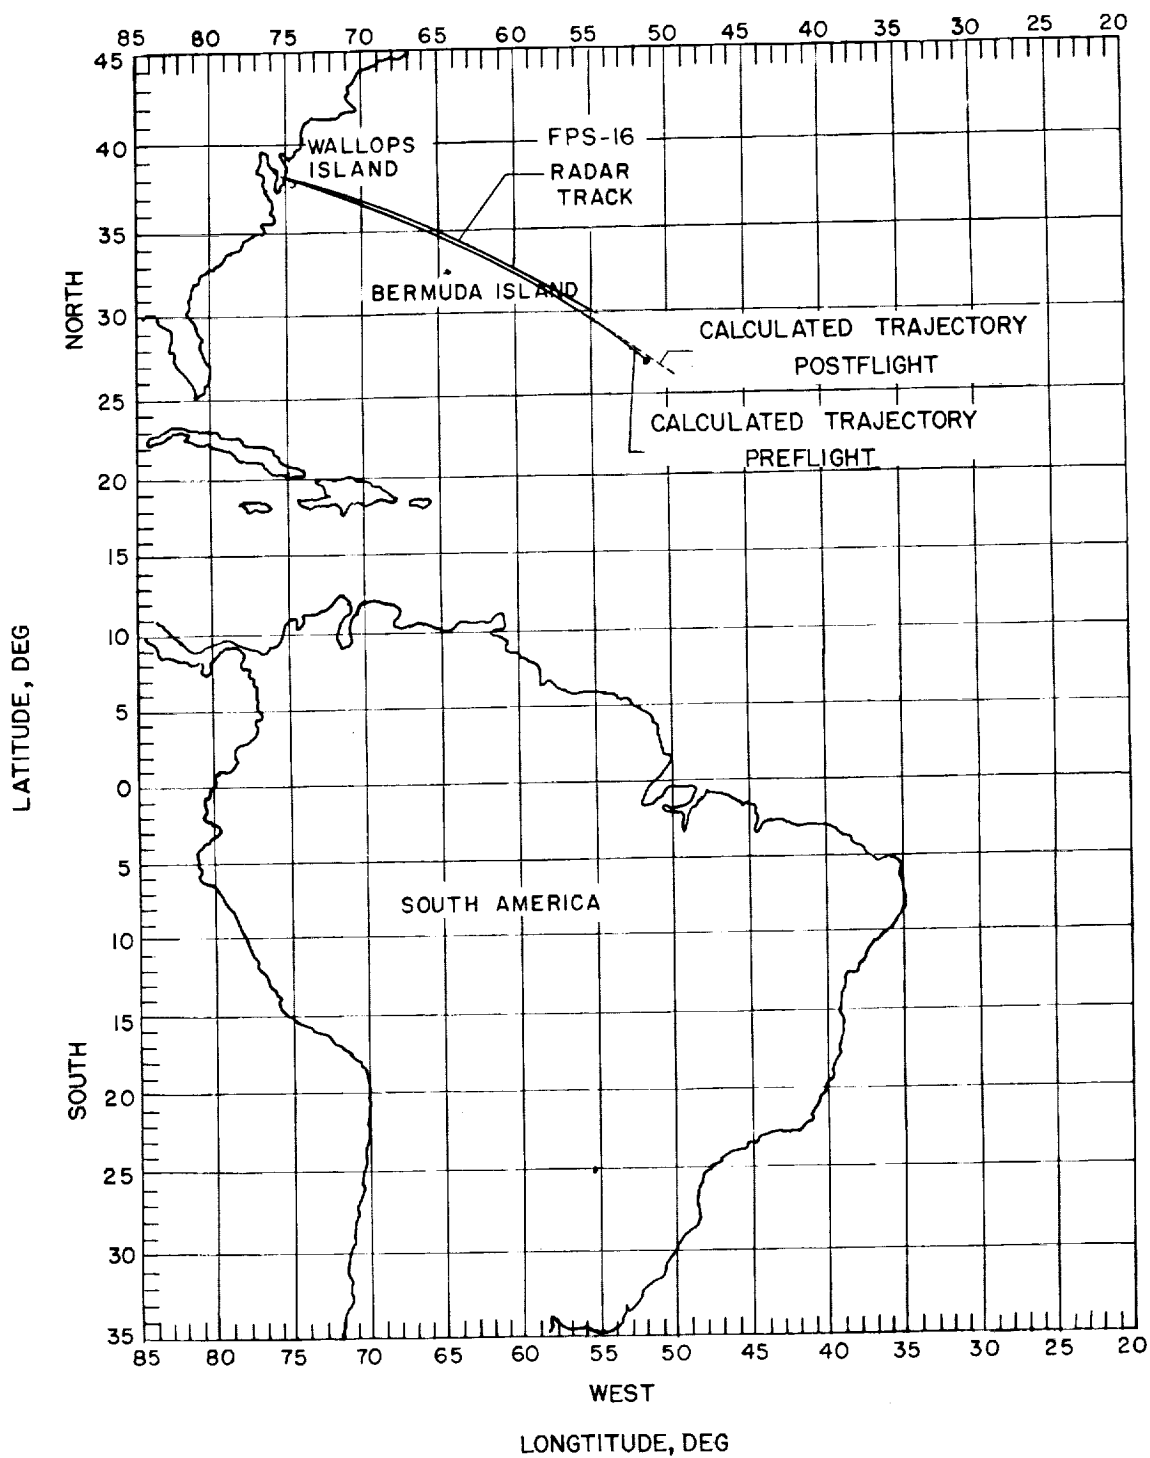 85 80 75 70 65 60 55 50 45 40 35 30 25 20
45
40
WALLOPS
ISLAND
FPS-16
RADAR
TRACK
35
BERMUDA ISLAND
30
CALCULATED TRAJECTORY
POSTFLIGHT
25
CALCULATED TRAJECTORY
PREFLIGHT
20
15
10
5
0
5
SOUTH AMERICA
10
15
20
25
30
35
NORTH
LATITUDE, DEG
SOUTH
85 80 75 70 65 60 55 50 45 40 35 30 25 20
WEST
LONGTITUDE, DEG